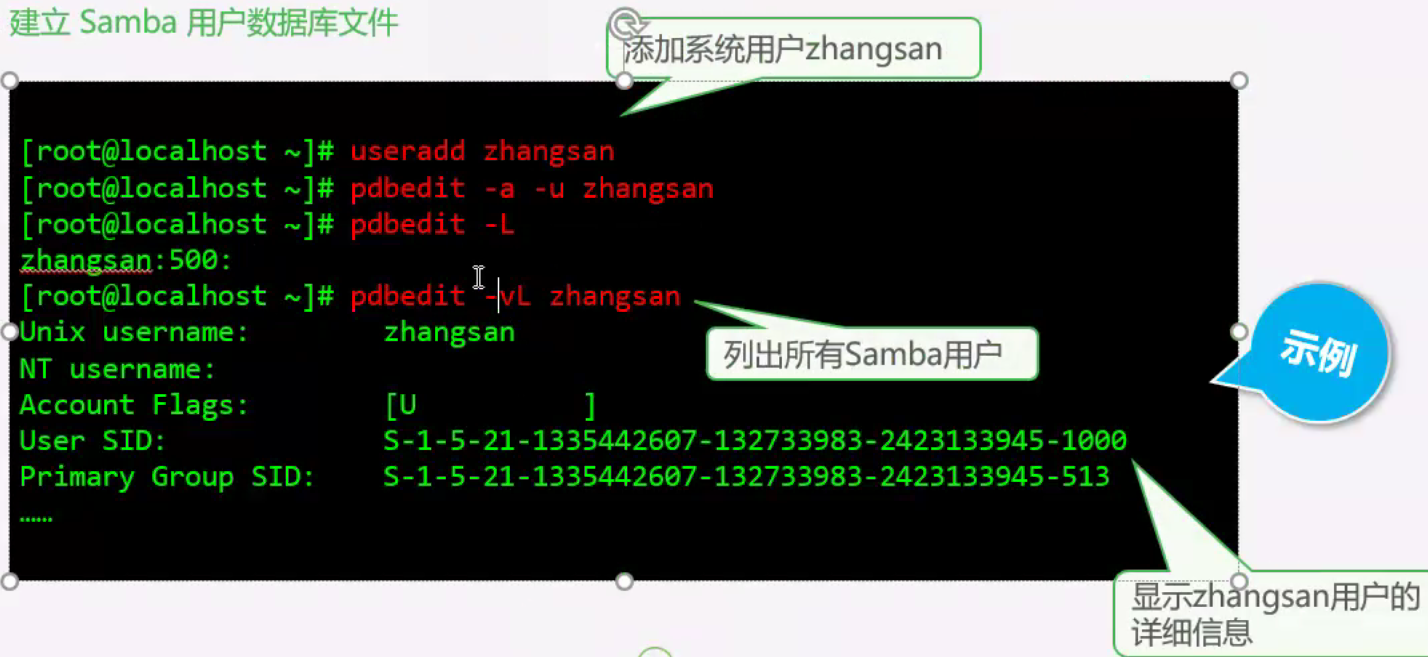 建立 Samba 用户数据库文件
添加系统用户zhangsan
[root@localhost ~]# useradd zhangsan
[root@localhost ~]# pdbedit -a -u zhangsan
[root@localhost ~]# pdbedit -L
zhangsan:500:
[root@localhost ~]# pdbedit -vL zhangsan
Unix username: zhangsan
列出所有Samba用户
示例
NT username:
Account Flags: [U          ]
User SID: S-1-5-21-1335442607-132733983-2423133945-1000
Primary Group SID: S-1-5-21-1335442607-132733983-2423133945-513
……
显示zhangsan用户的
详细信息